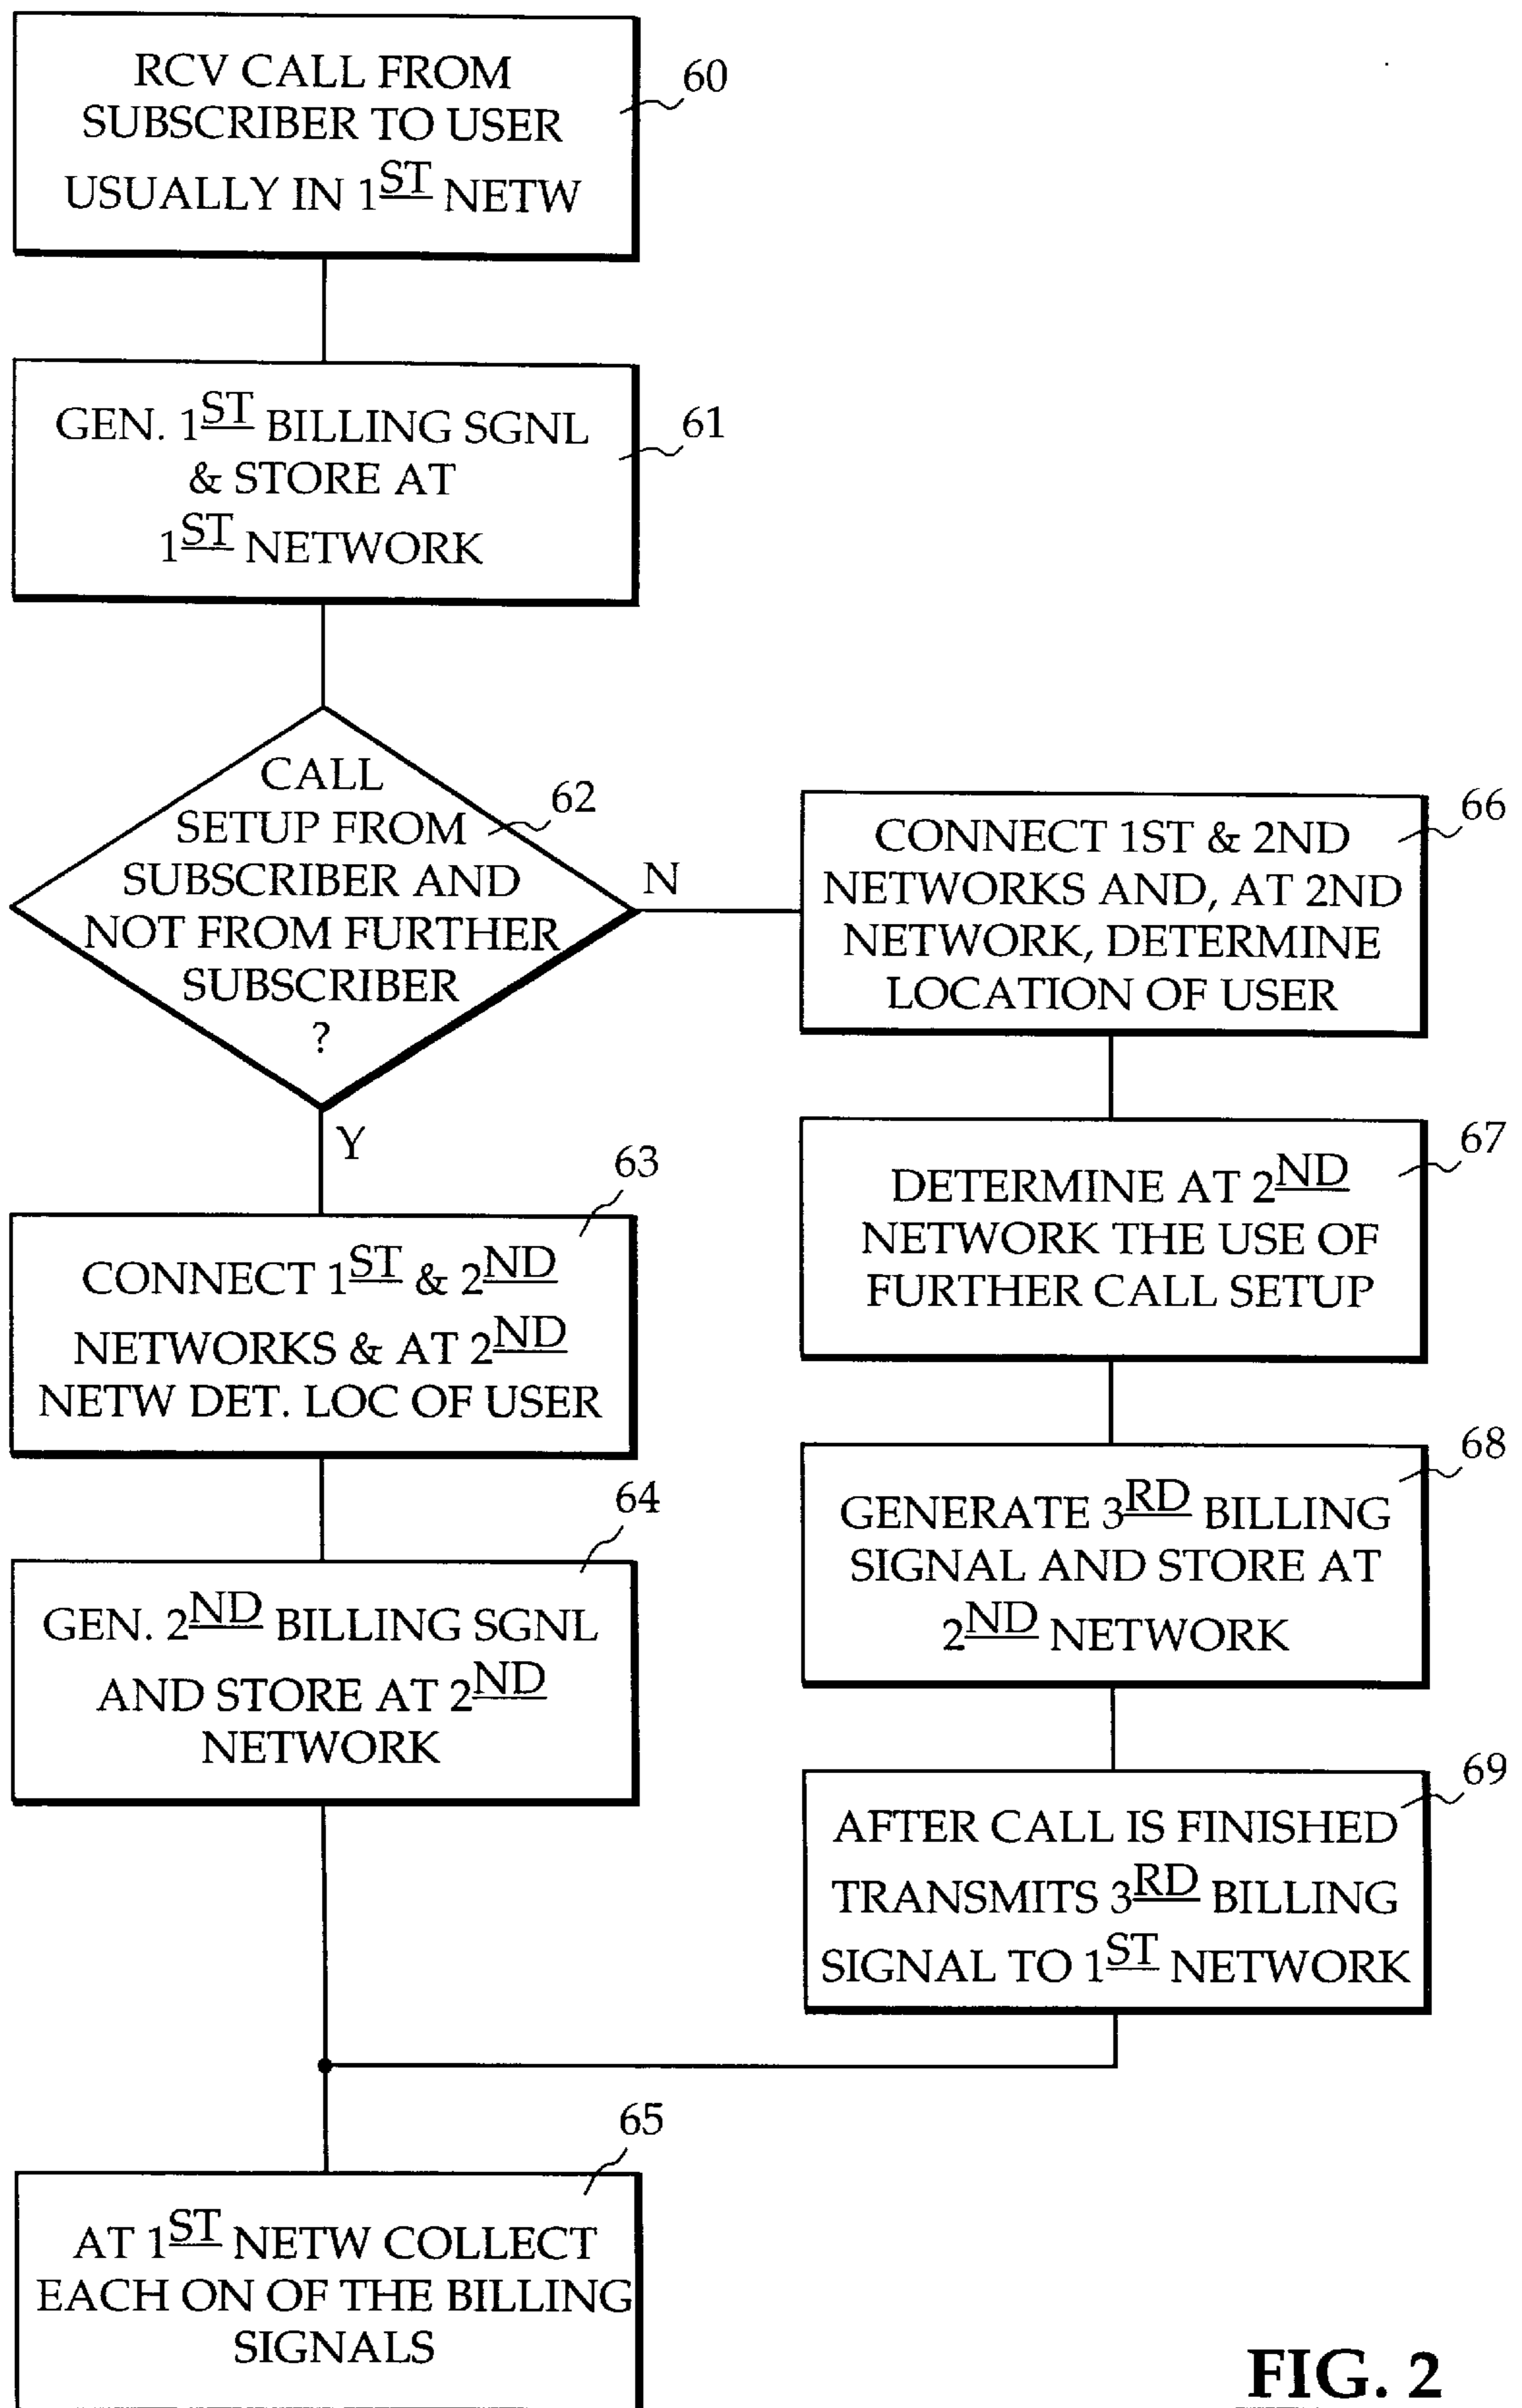 RCV CALL FROM
SUBSCRIBER TO USER
USUALLY IN 1ST NETW
60
GEN. 1ST BILLING SGNL
& STORE AT
1ST NETWORK
61
CALL
SETUP FROM
SUBSCRIBER AND
NOT FROM FURTHER
SUBSCRIBER
?
62
N
Y
CONNECT 1ST & 2ND
NETWORKS & AT 2ND
NETW DET. LOC OF USER
63
GEN. 2ND BILLING SGNL
AND STORE AT 2ND
NETWORK
64
CONNECT 1ST & 2ND
NETWORKS AND, AT 2ND
NETWORK, DETERMINE
LOCATION OF USER
66
DETERMINE AT 2ND
NETWORK THE USE OF
FURTHER CALL SETUP
67
GENERATE 3RD BILLING
SIGNAL AND STORE AT
2ND NETWORK
68
AFTER CALL IS FINISHED
TRANSMITS 3RD BILLING
SIGNAL TO 1ST NETWORK
69
AT 1ST NETW COLLECT
EACH ON OF THE BILLING
SIGNALS
65
FIG. 2